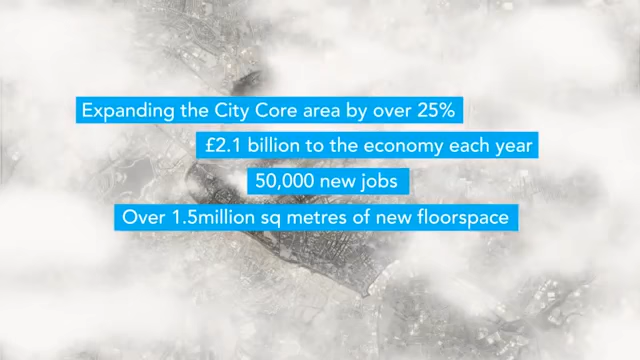 Expanding the City Core area by over 25%
£2.1 billion to the economy each year
50,000 new jobs
Over 1.5million sq metres of new floorspace